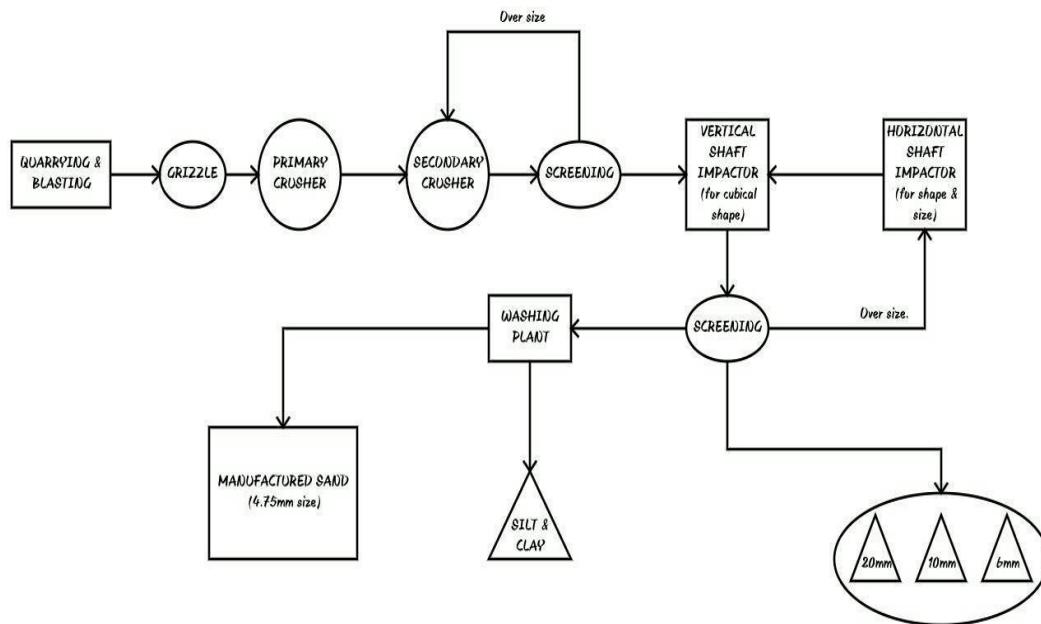 Over size
QUARRYING &
BLASTING
GRIZZLE
PRIMARY
CRUSHER
SECONDARY
CRUSHER
SCREENING
VERTICAL
SHAFT
IMPACTOR
(for cubical
shape)
HORIZONTAL
SHAFT
IMPACTOR
(for shape &
size)
WASHING
PLANT
SCREENING
Over size.
MANUFACTURED SAND
(4.75mm size)
SILT &
CLAY
20mm
10mm
6mm